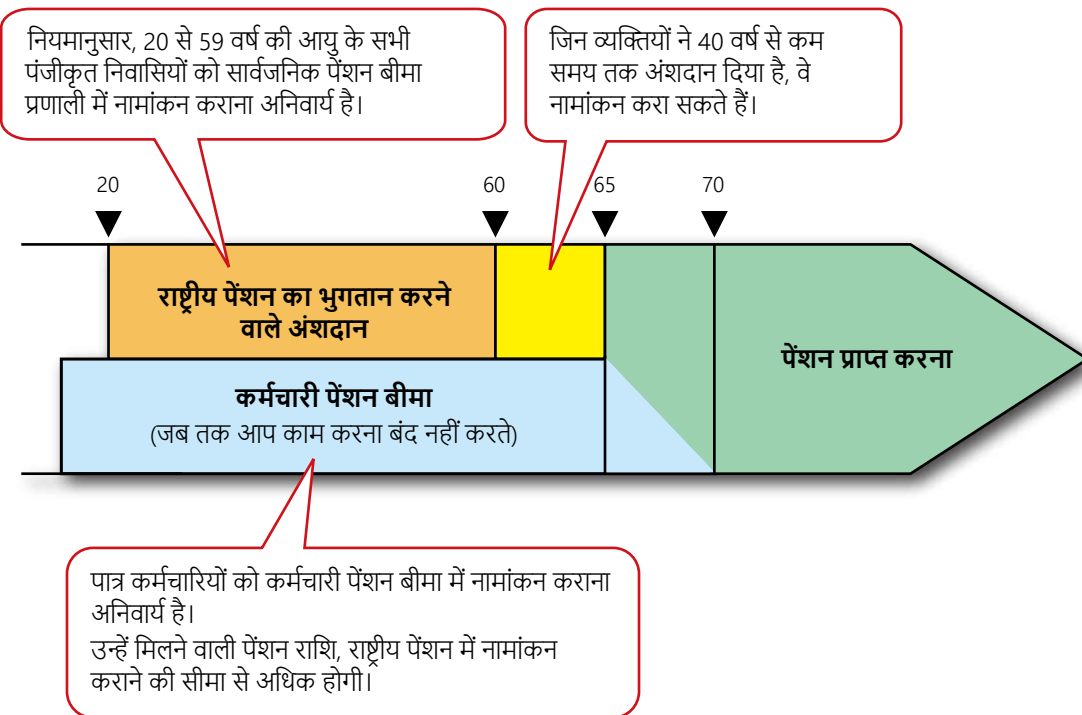 नियमानुसार, 20 से 59 वर्ष की आयु के सभी
पंजीकृत निवासियों को सार्वजनिक पेंशन बीमा
प्रणाली में नामांकन कराना अनिवार्य है।
जिन व्यक्तियों ने 40 वर्ष से कम
समय तक अंशदान दिया है, वे
नामांकन करा सकते हैं।
20
60
65
70
राष्ट्रीय पेंशन का भुगतान करने
वाले अंशदान
पेंशन प्राप्त करना
कर्मचारी पेंशन बीमा
(जब तक आप काम करना बंद नहीं करते)
पात्र कर्मचारियों को कर्मचारी पेंशन बीमा में नामांकन कराना
अनिवार्य है।
उन्हें मिलने वाली पेंशन राशि, राष्ट्रीय पेंशन में नामांकन
कराने की सीमा से अधिक होगी।